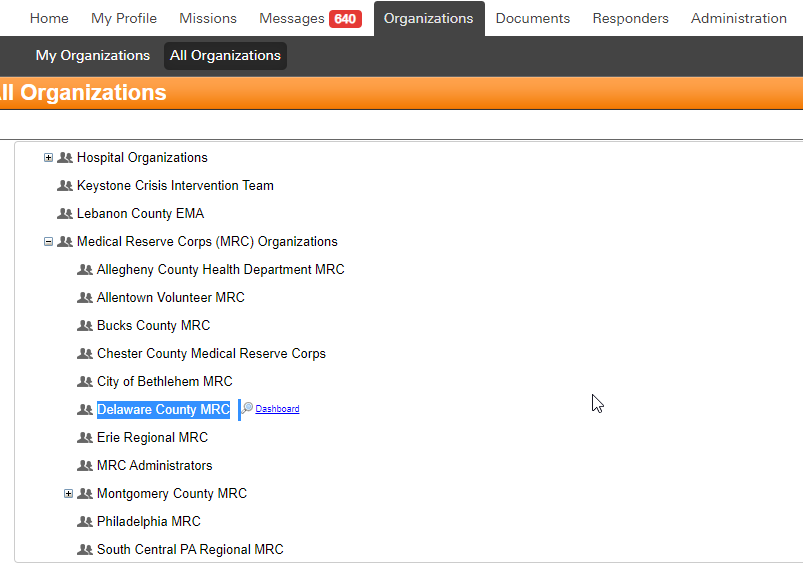 Home My Profile Missions Messages 640 Organizations Documents Responders Administration
My Organizations All Organizations
ll Organizations
Hospital Organizations
Keystone Crisis Intervention Team
Lebanon County EMA
Medical Reserve Corps (MRC) Organizations
Allegheny County Health Department MRC
Allentown Volunteer MRC
Bucks County MRC
Chester County Medical Reserve Corps
City of Bethlehem MRC
Delaware County MRC Dashboard
Erie Regional MRC
MRC Administrators
Montgomery County MRC
Philadelphia MRC
South Central PA Regional MRC